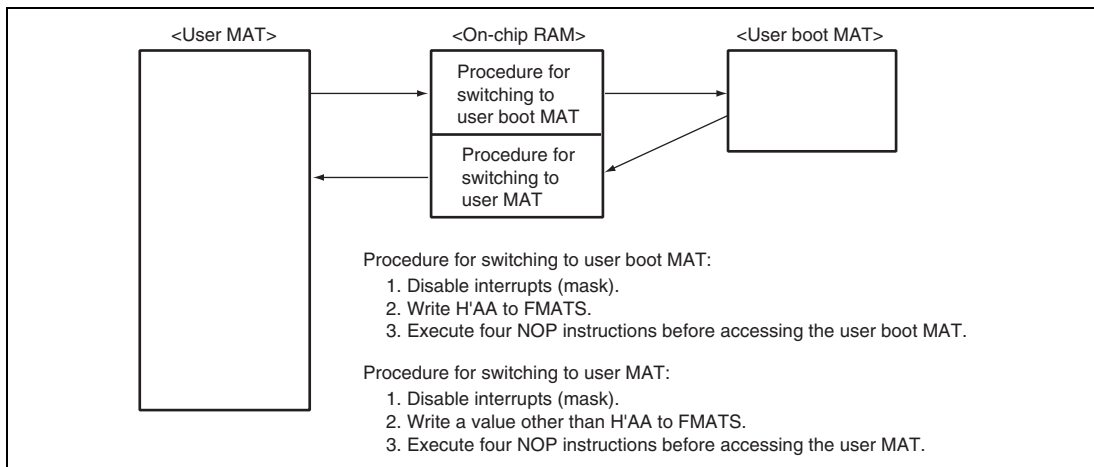 <User MAT>
<On-chip RAM>
<User boot MAT>
Procedure for
switching to
user boot MAT
Procedure for
switching to
user MAT
Procedure for switching to user boot MAT:
1. Disable interrupts (mask).
2. Write H'AA to FMATS.
3. Execute four NOP instructions before accessing the user boot MAT.
Procedure for switching to user MAT:
1. Disable interrupts (mask).
2. Write a value other than H'AA to FMATS.
3. Execute four NOP instructions before accessing the user MAT.